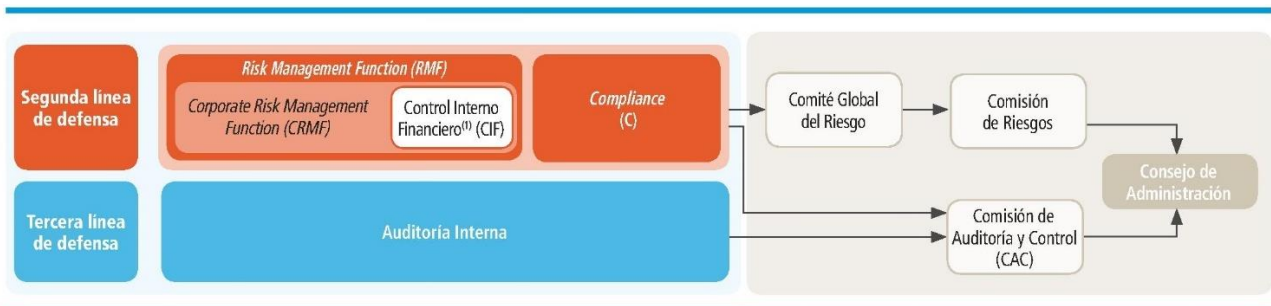 Segunda línea
de defensa
Risk Management Function (RMF)
Corporate Risk Management
Function (CRMF)
Control Interno
Financiero(1) (CIF)
Compliance
(C)
Comité Global
del Riesgo
Comisión
de Riesgos
Consejo de
Administración
Tercera línea
de defensa
Auditoría Interna
Comisión de
Auditoría y Control
(CAC)